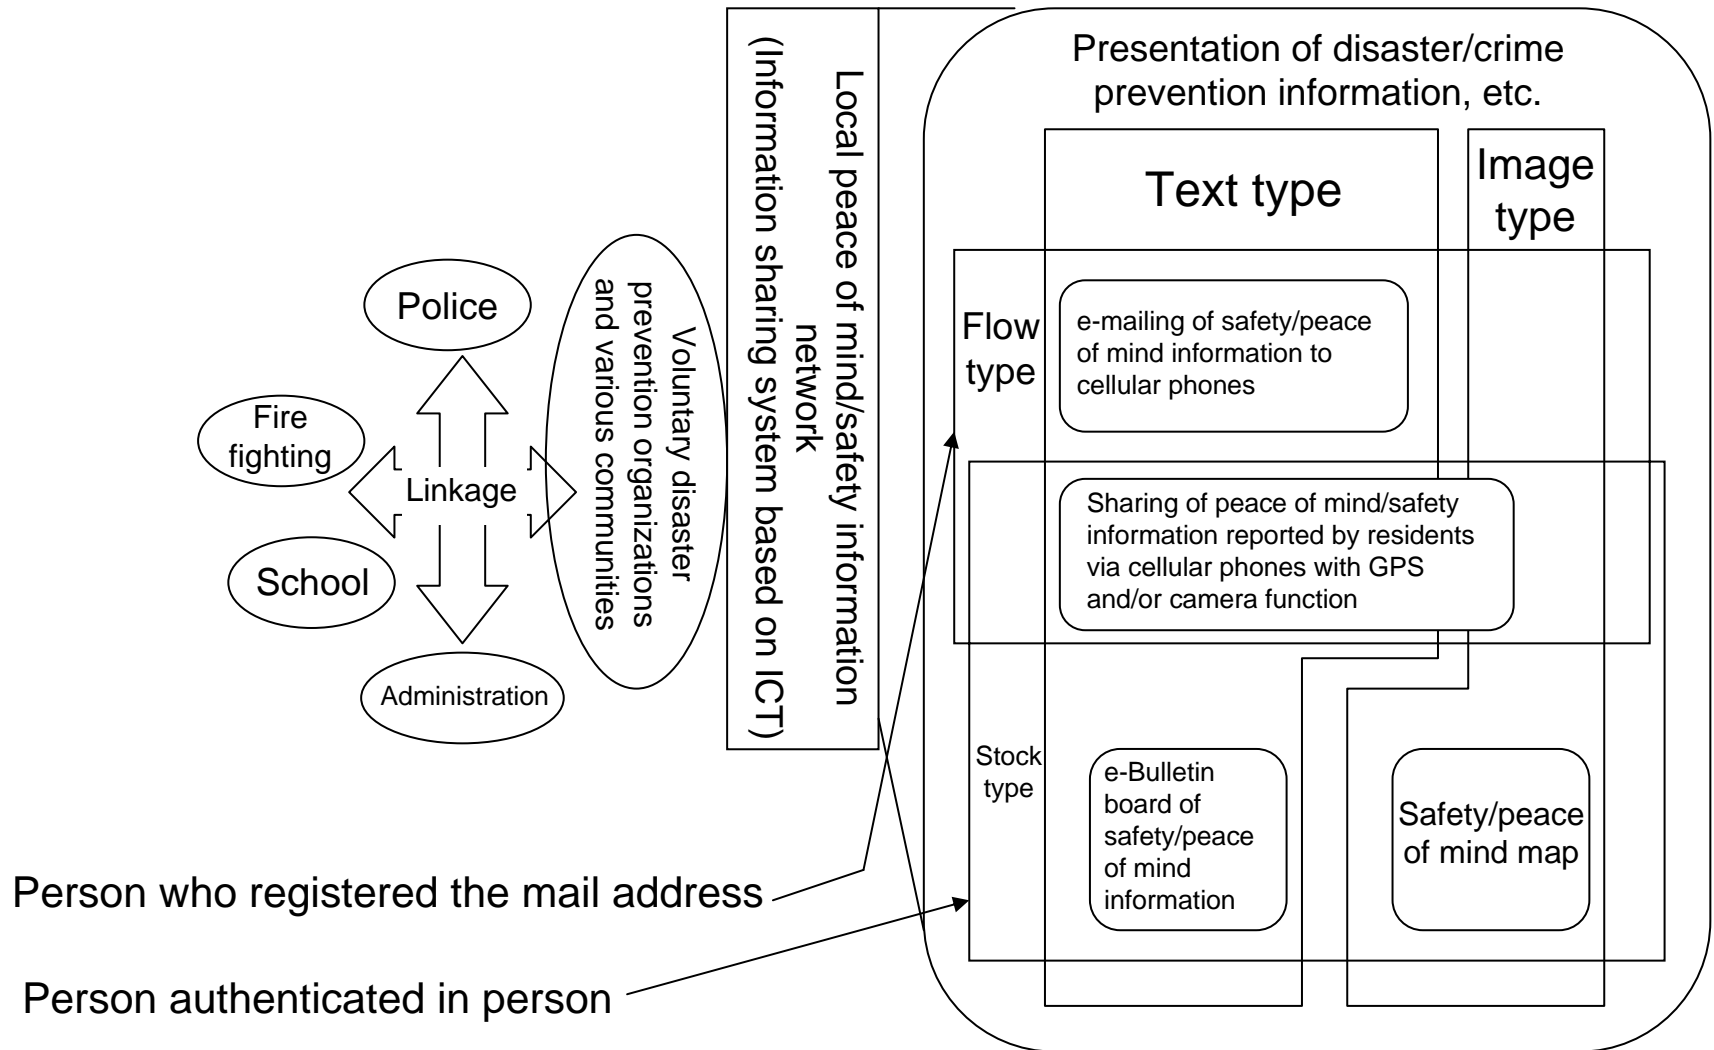 Presentation of disaster/crime
prevention information, etc.
Text type
Image
type
Local peace of mind/safety information
network
(Information sharing system based on ICT)
Voluntary disaster
prevention organizations
and various communities
Police
Fire
fighting
Linkage
School
Administration
Flow
type
e-mailing of safety/peace
of mind information to
cellular phones
Sharing of peace of mind/safety
information reported by residents
via cellular phones with GPS
and/or camera function
Stock
type
e-Bulletin
board of
safety/peace
of mind
information
Safety/peace
of mind map
Person who registered the mail address
Person authenticated in person